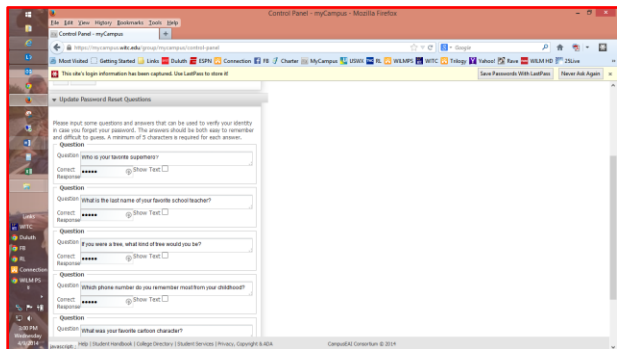 Control Panel - myCampus - Mozilla Firefox
File Edit View History Bookmarks Tools Help
Control Panel - myCampus
https://mycampus.witc.edu/group/mycampus/control-panel
Google
Most Visited Getting Started Links Duluth ESPN Connection FB Charter myCampus USWX RL WILMPS WITC Trilogy Yahoo! Rave WILM HD 25Live
This site's login information has been captured. Use LastPass to store it!
Save Passwords With LastPass Never Ask Again
Update Password Reset Questions
Please input some questions and answers that can be used to verify your identity
in case you forget your password. The answers should be both easy to remember
and difficult to guess. A minimum of 5 characters is required for each answer.
Question
Question Who is your favorite superhero?
Correct Response ••••• Show Text
Question
Question What is the last name of your favorite school teacher?
Correct Response ••••• Show Text
Question
Question If you were a tree, what kind of tree would you be?
Correct Response ••••• Show Text
Question
Question Which phone number do you remember most from your childhood?
Correct Response ••••• Show Text
Question
Question What was your favorite cartoon character?
Help | Student Handbook | College Directory | Student Services | Privacy, Copyright & ADA
CampusEAI Consortium © 2014
Links
WITC
Duluth
FB
RL
Connection
WILM PS
3:00 PM
Wednesday
4/9/2014